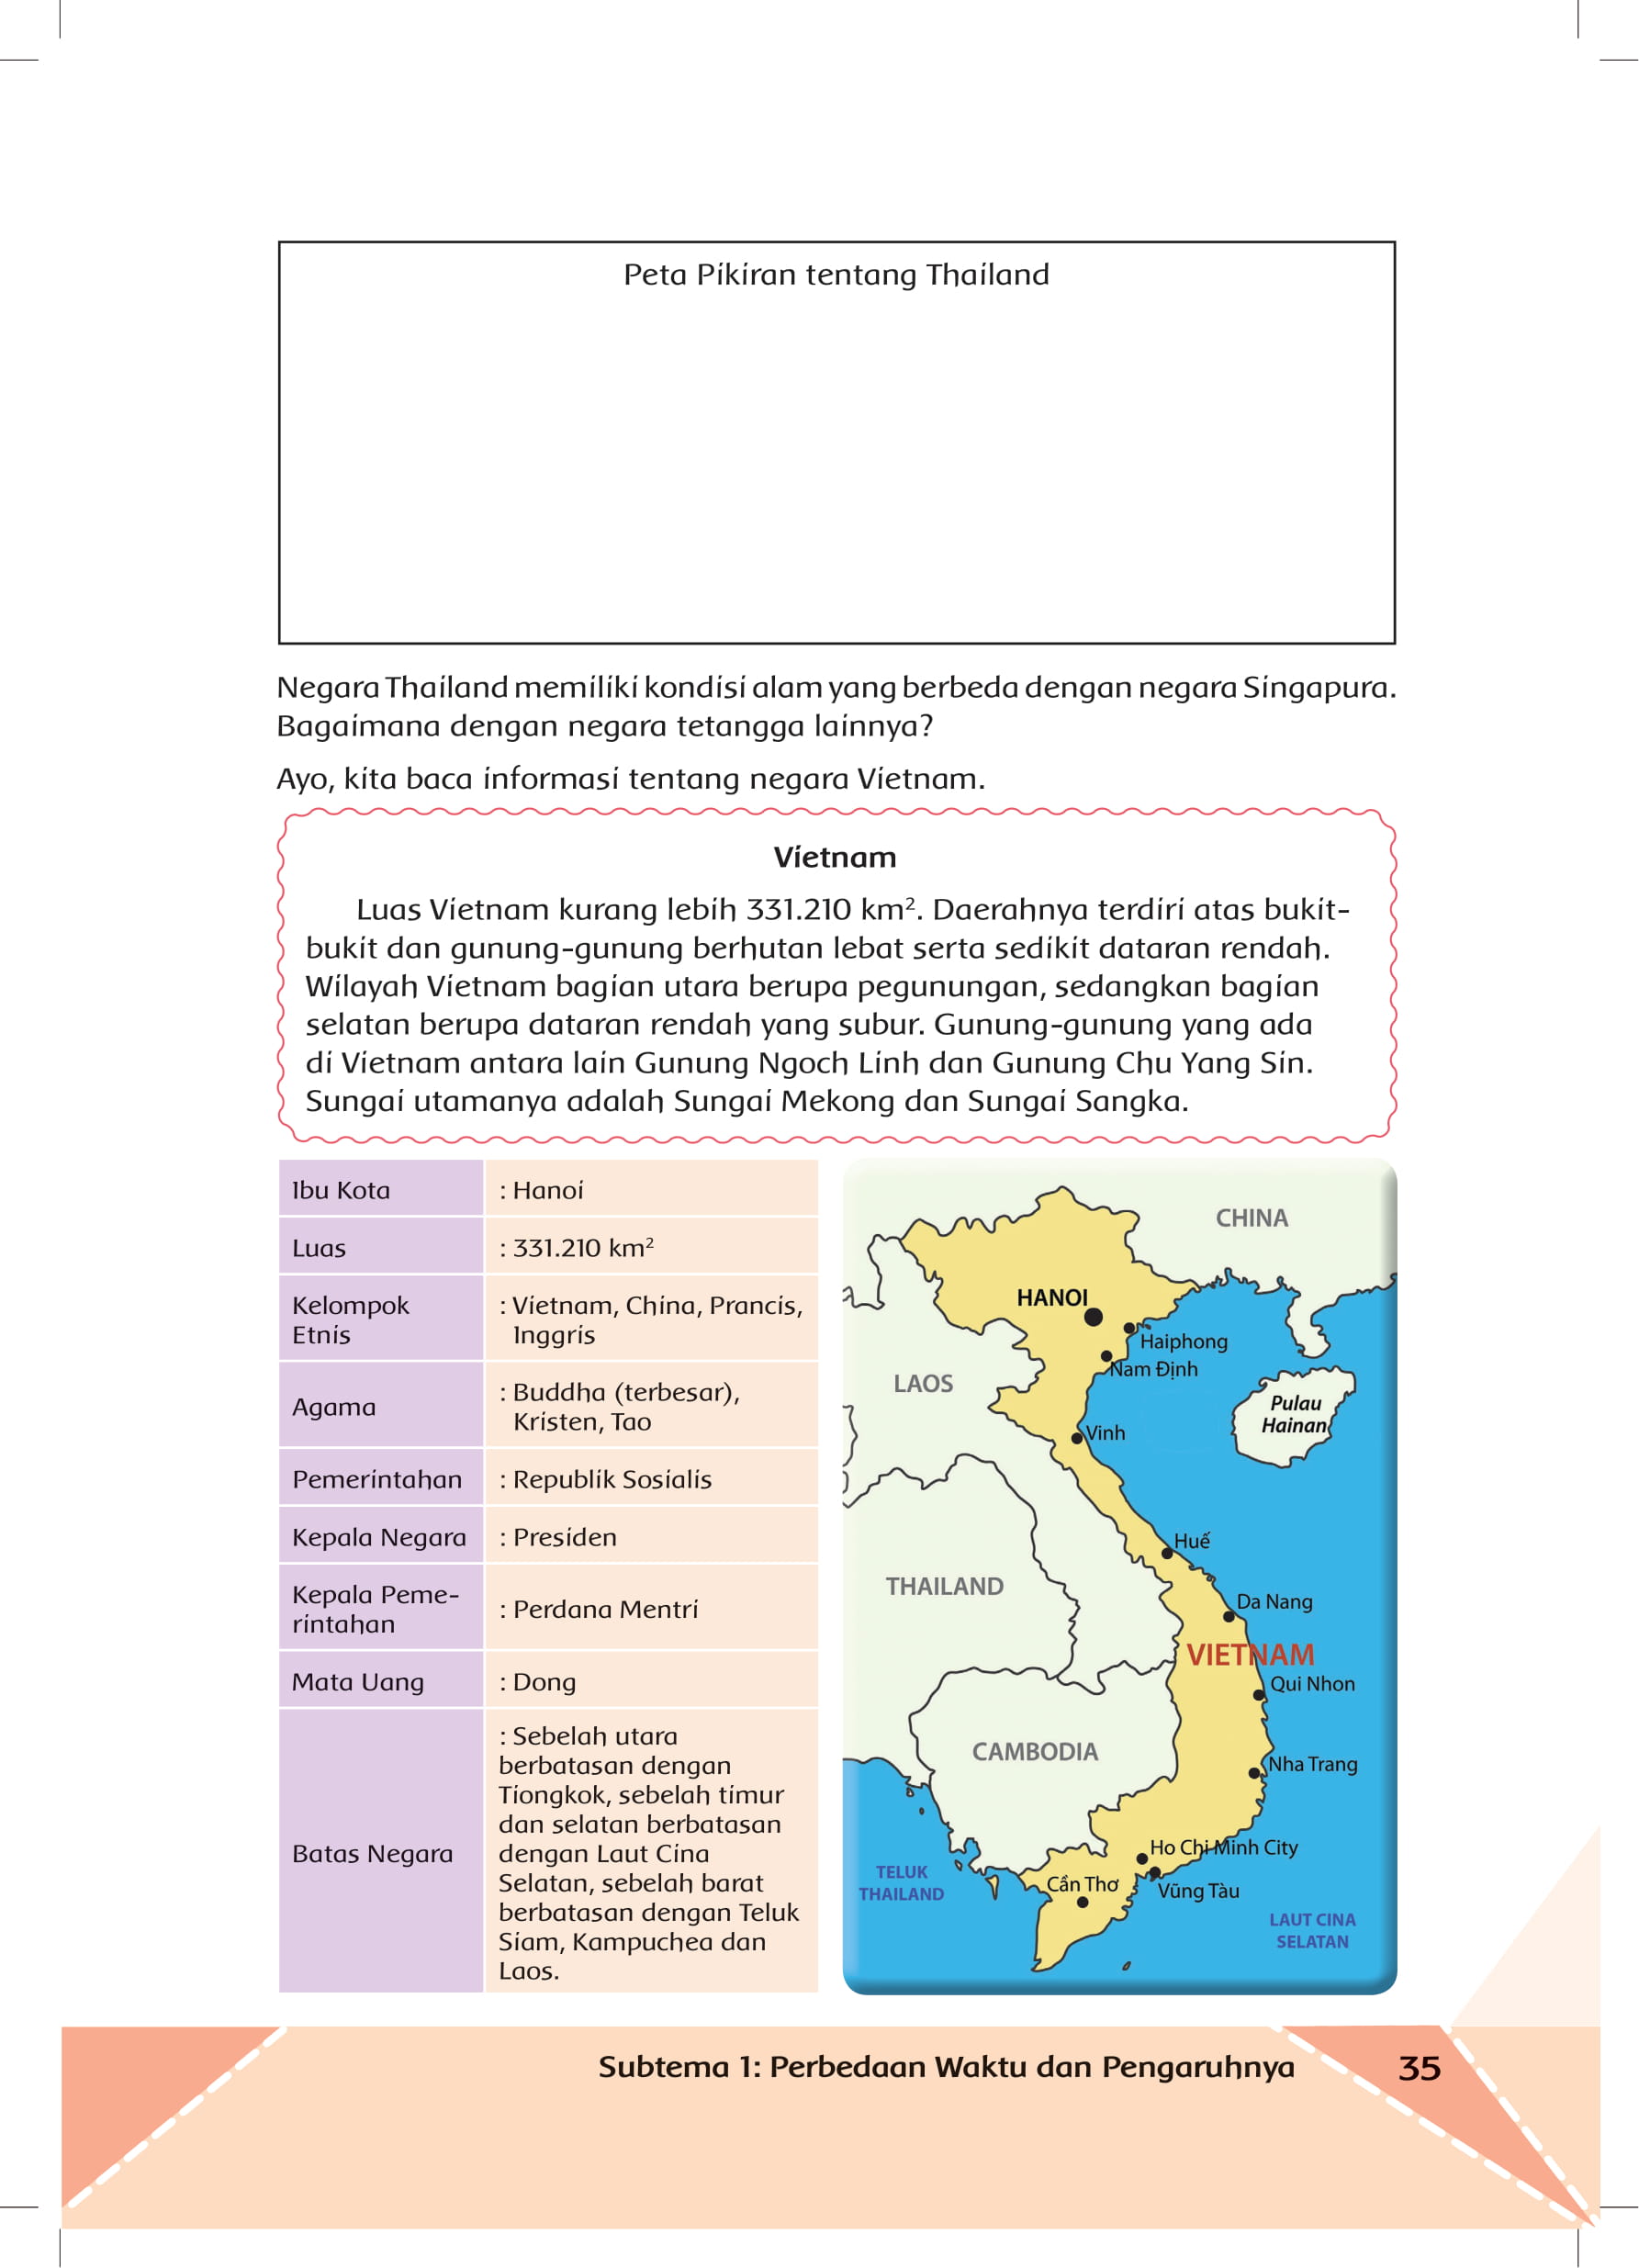 Peta Pikiran tentang Thailand
Negara Thailand memiliki kondisi alam yang berbeda dengan negara Singapura.
Bagaimana dengan negara tetangga lainnya?
Ayo, kita baca informasi tentang negara Vietnam.
Vietnam
Luas Vietnam kurang lebih 331.210 km². Daerahnya terdiri atas bukit-
bukit dan gunung-gunung berhutan lebat serta sedikit dataran rendah.
Wilayah Vietnam bagian utara berupa pegunungan, sedangkan bagian
selatan berupa dataran rendah yang subur. Gunung-gunung yang ada
di Vietnam antara lain Gunung Ngoch Linh dan Gunung Chu Yang Sin.
Sungai utamanya adalah Sungai Mekong dan Sungai Sangka.
Ibu Kota : Hanoi
Luas : 331.210 km²
Kelompok
Etnis
: Vietnam, China, Prancis,
Inggris
Agama
: Buddha (terbesar),
Kristen, Tao
Pemerintahan : Republik Sosialis
Kepala Negara : Presiden
Kepala Peme-
rintahan
: Perdana Mentri
Mata Uang : Dong
Batas Negara
: Sebelah utara
berbatasan dengan
Tiongkok, sebelah timur
dan selatan berbatasan
dengan Laut Cina
Selatan, sebelah barat
berbatasan dengan Teluk
Siam, Kampuchea dan
Laos.
CHINA
HANOI
Haiphong
Nam Định
LAOS
Pulau
Hainan
Vinh
Huế
THAILAND
Da Nang
VIETNAM
Qui Nhon
CAMBODIA
Nha Trang
Ho Chi Minh City
TELUK
THAILAND
Cần Thơ
Vũng Tàu
LAUT CINA
SELATAN
Subtema 1: Perbedaan Waktu dan Pengaruhnya
35